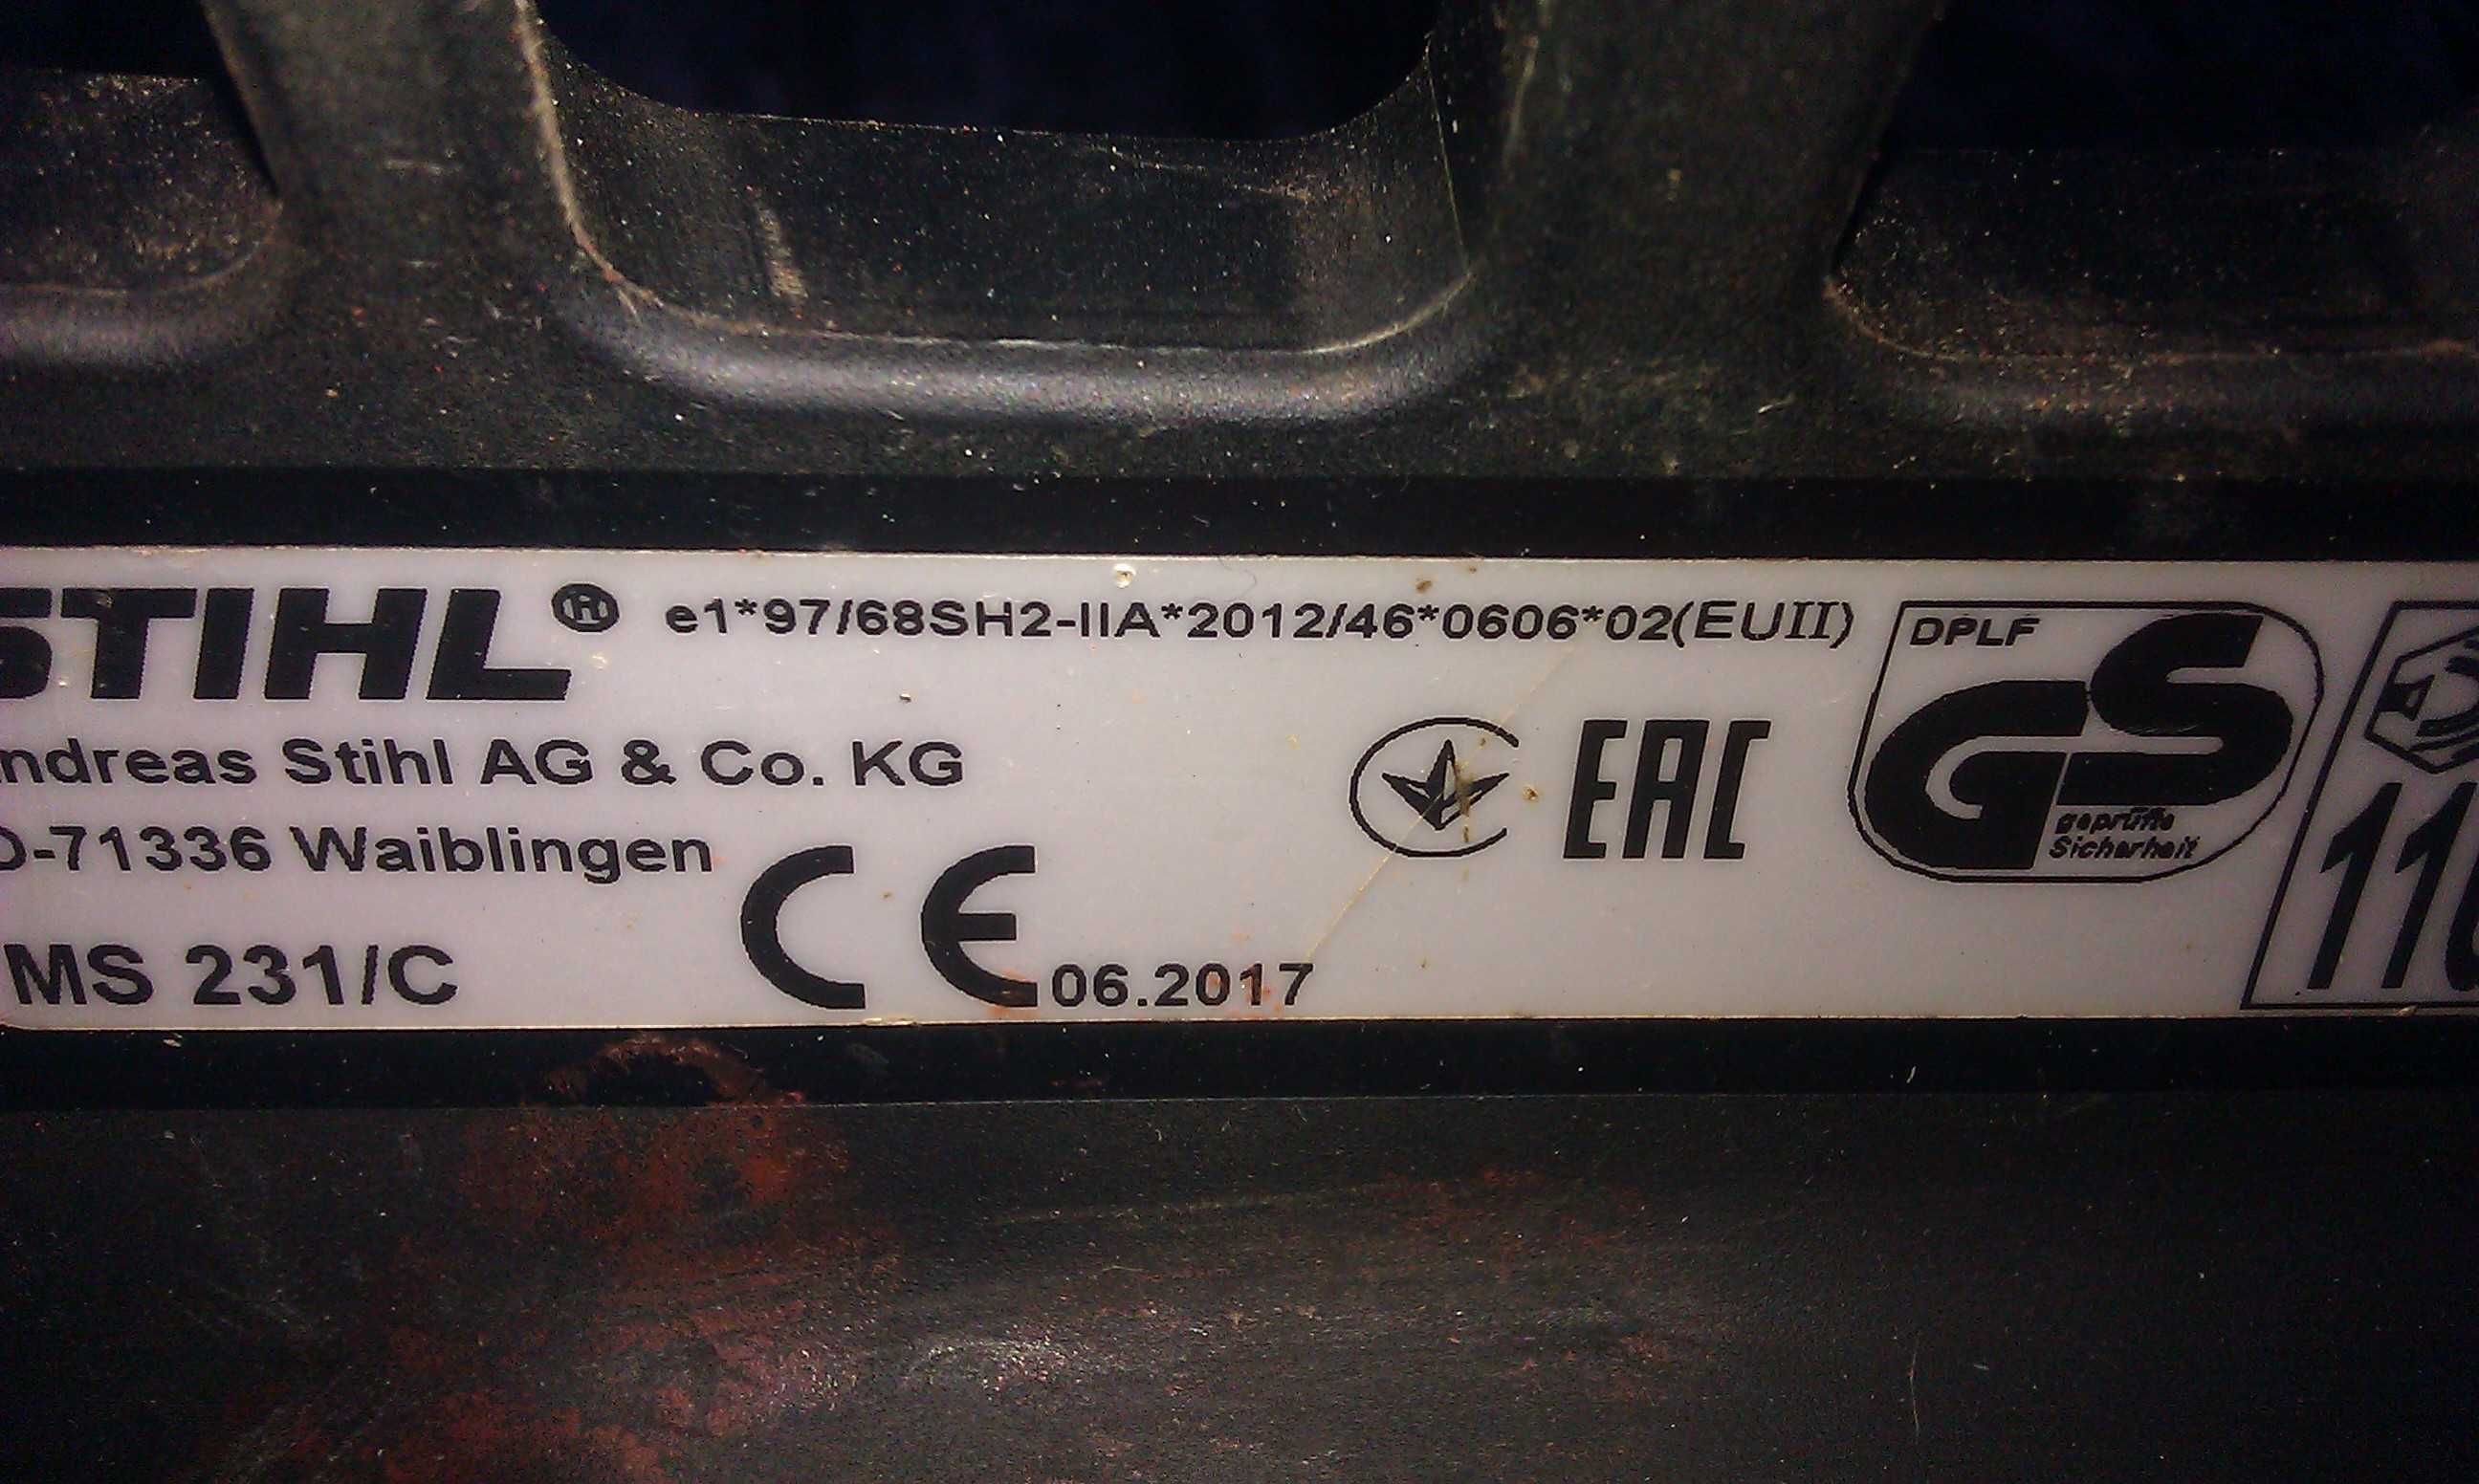 STIHL® e1*97/68SH2-IIA*2012/46*0606*02(EUII)
ndreas Stihl AG & Co. KG
D-71336 Waiblingen
MS 231/C
CE 06.2017
EAC
DPLF
GS
geprüfte
Sicherheit
11